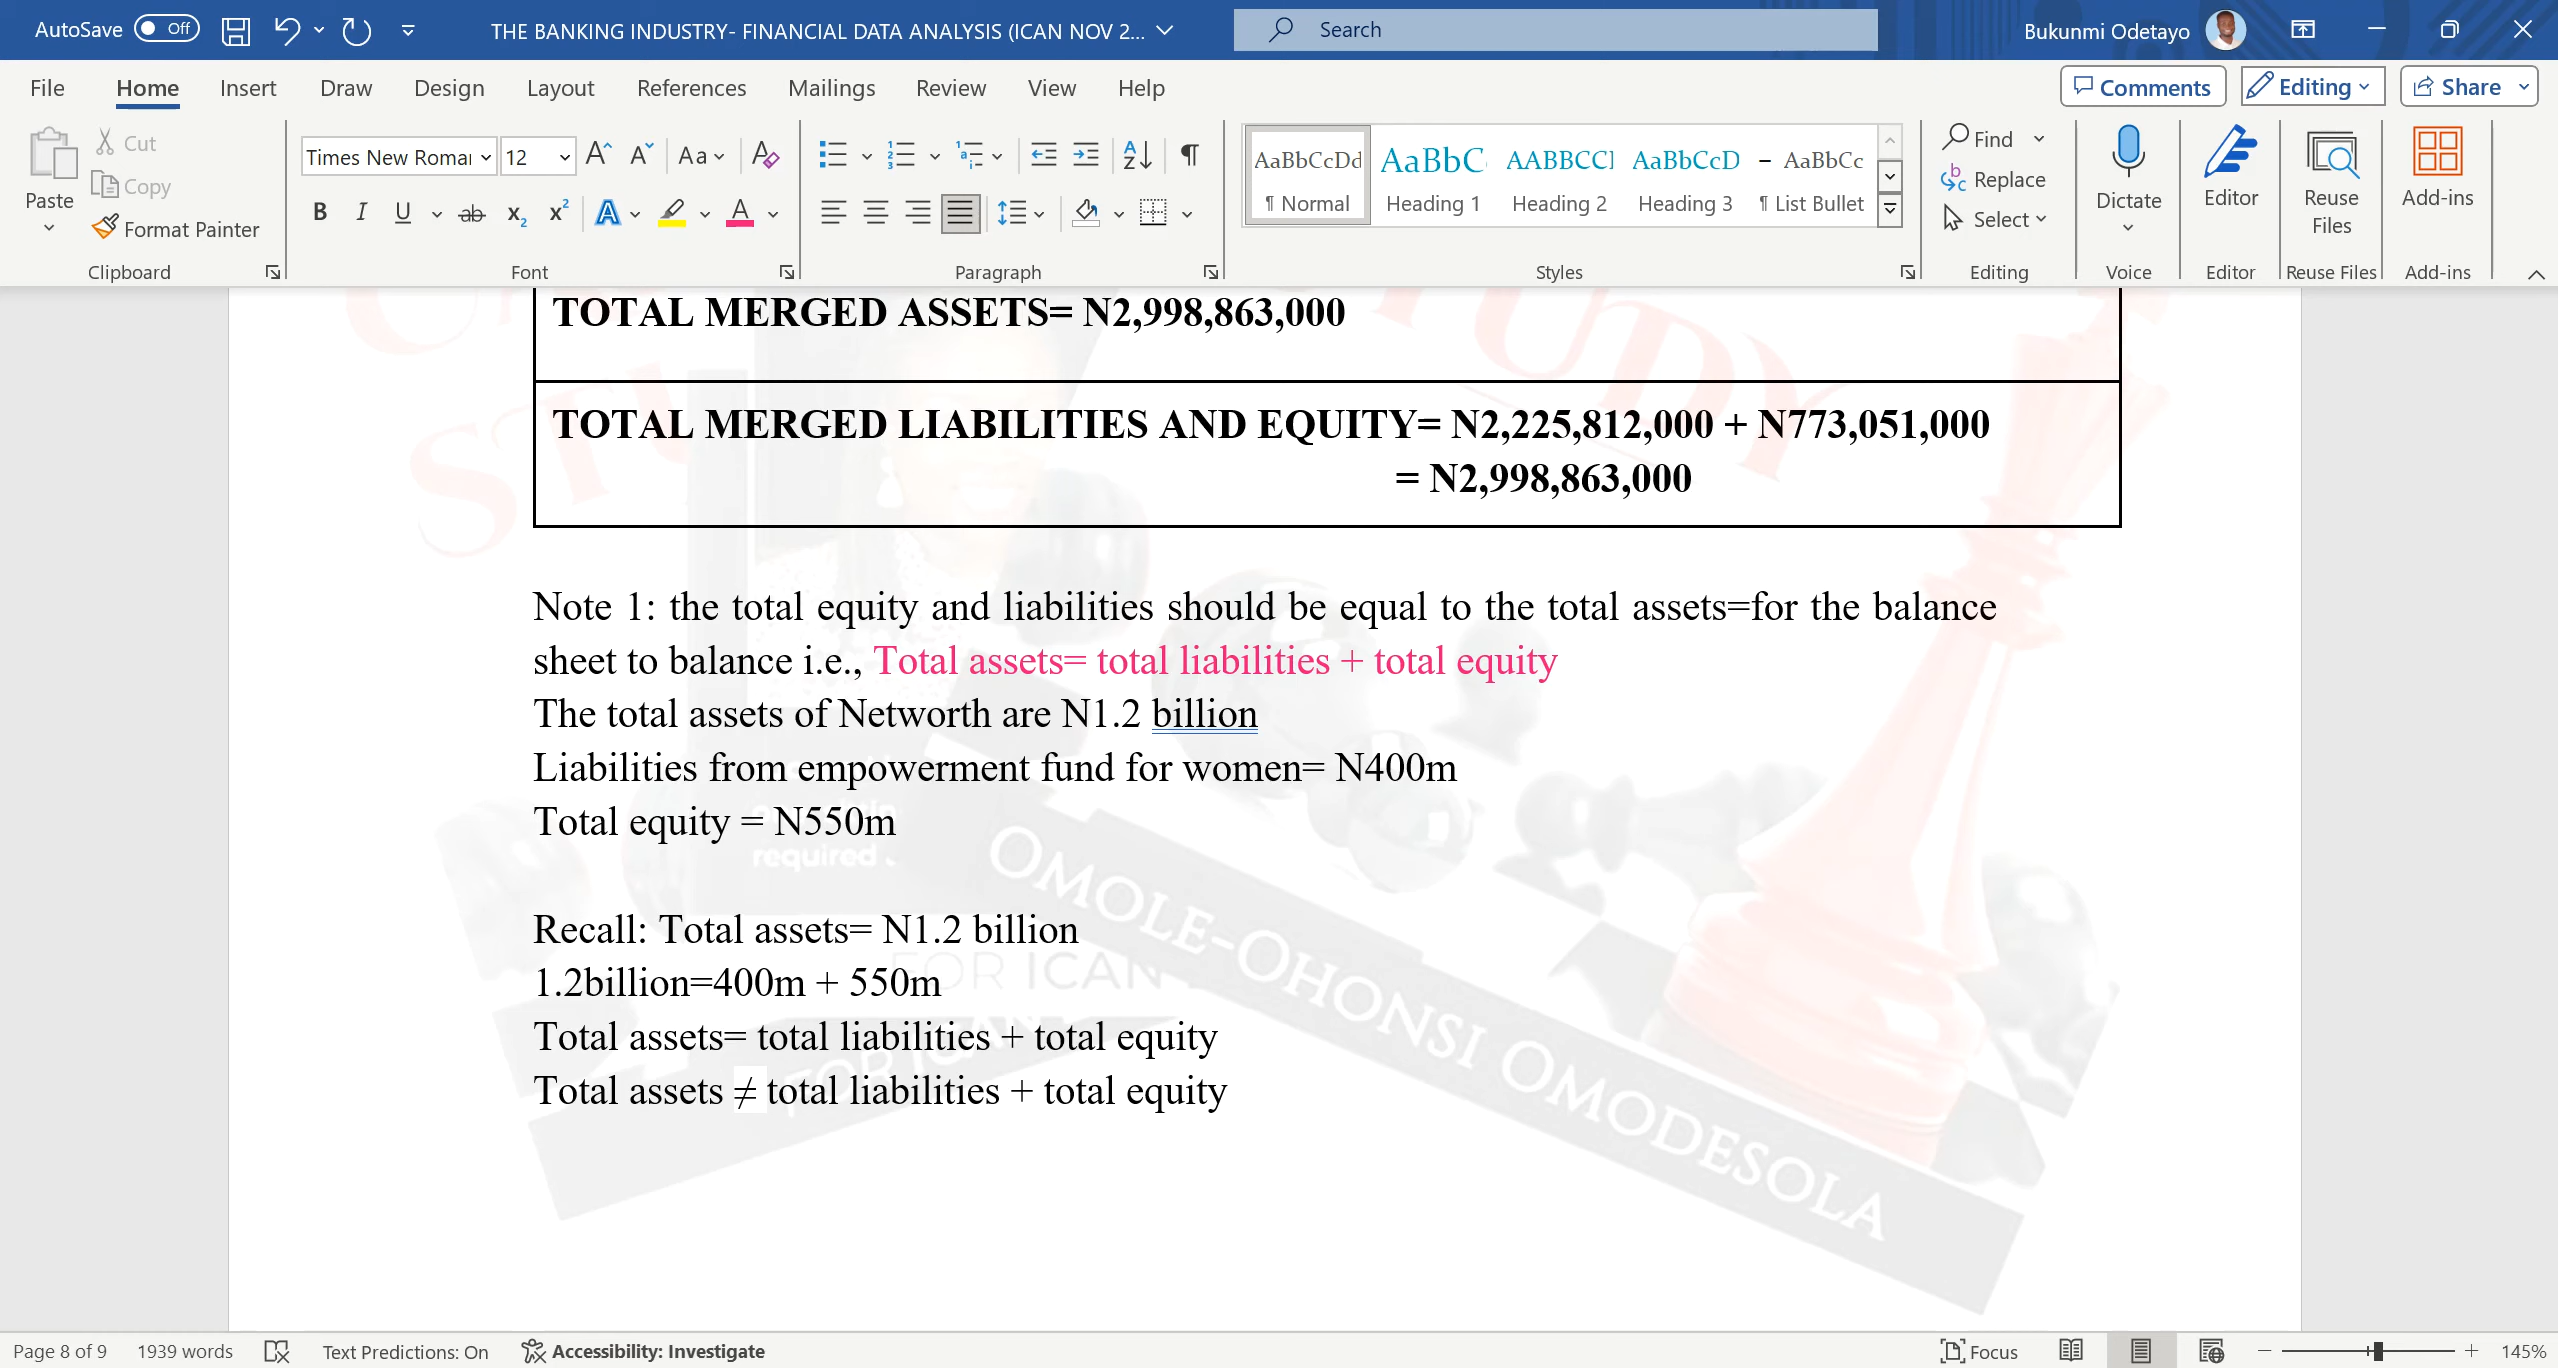 AutoSave Off THE BANKING INDUSTRY- FINANCIAL DATA ANALYSIS (ICAN NOV 2... Search Bukunmi Odetayo
File Home Insert Draw Design Layout References Mailings Review View Help Comments Editing Share
Paste Cut Copy Format Painter
Clipboard
Times New Roma 12
Font
Paragraph
AaBbCcDd AaBbC AABBCC AaBbCcD AaBbCc
¶ Normal Heading 1 Heading 2 Heading 3 ¶ List Bullet
Styles
Find Replace Select
Editing
Dictate
Voice
Editor
Editor
Reuse Files
Reuse Files
Add-ins
Add-ins
TOTAL MERGED ASSETS= N2,998,863,000
TOTAL MERGED LIABILITIES AND EQUITY= N2,225,812,000 + N773,051,000
= N2,998,863,000
Note 1: the total equity and liabilities should be equal to the total assets=for the balance
sheet to balance i.e., Total assets= total liabilities + total equity
The total assets of Networth are N1.2 billion
Liabilities from empowerment fund for women= N400m
Total equity = N550m
required
Recall: Total assets= N1.2 billion
1.2billion=400m + 550m
Total assets= total liabilities + total equity
Total assets ≠ total liabilities + total equity
STUDY
FOR ICAN
OMOLE-OHONSI OMODESOLA
Page 8 of 9 1939 words Text Predictions: On Accessibility: Investigate Focus 145%